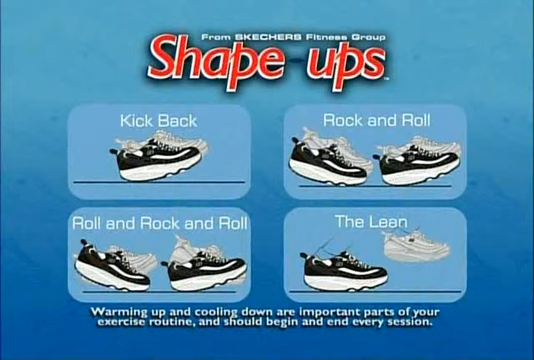 From SKECHERS Fitness Group
Shape ups™
Kick Back
Rock and Roll
Roll and Rock and Roll
The Lean
Warming up and cooling down are important parts of your
exercise routine, and should begin and end every session.